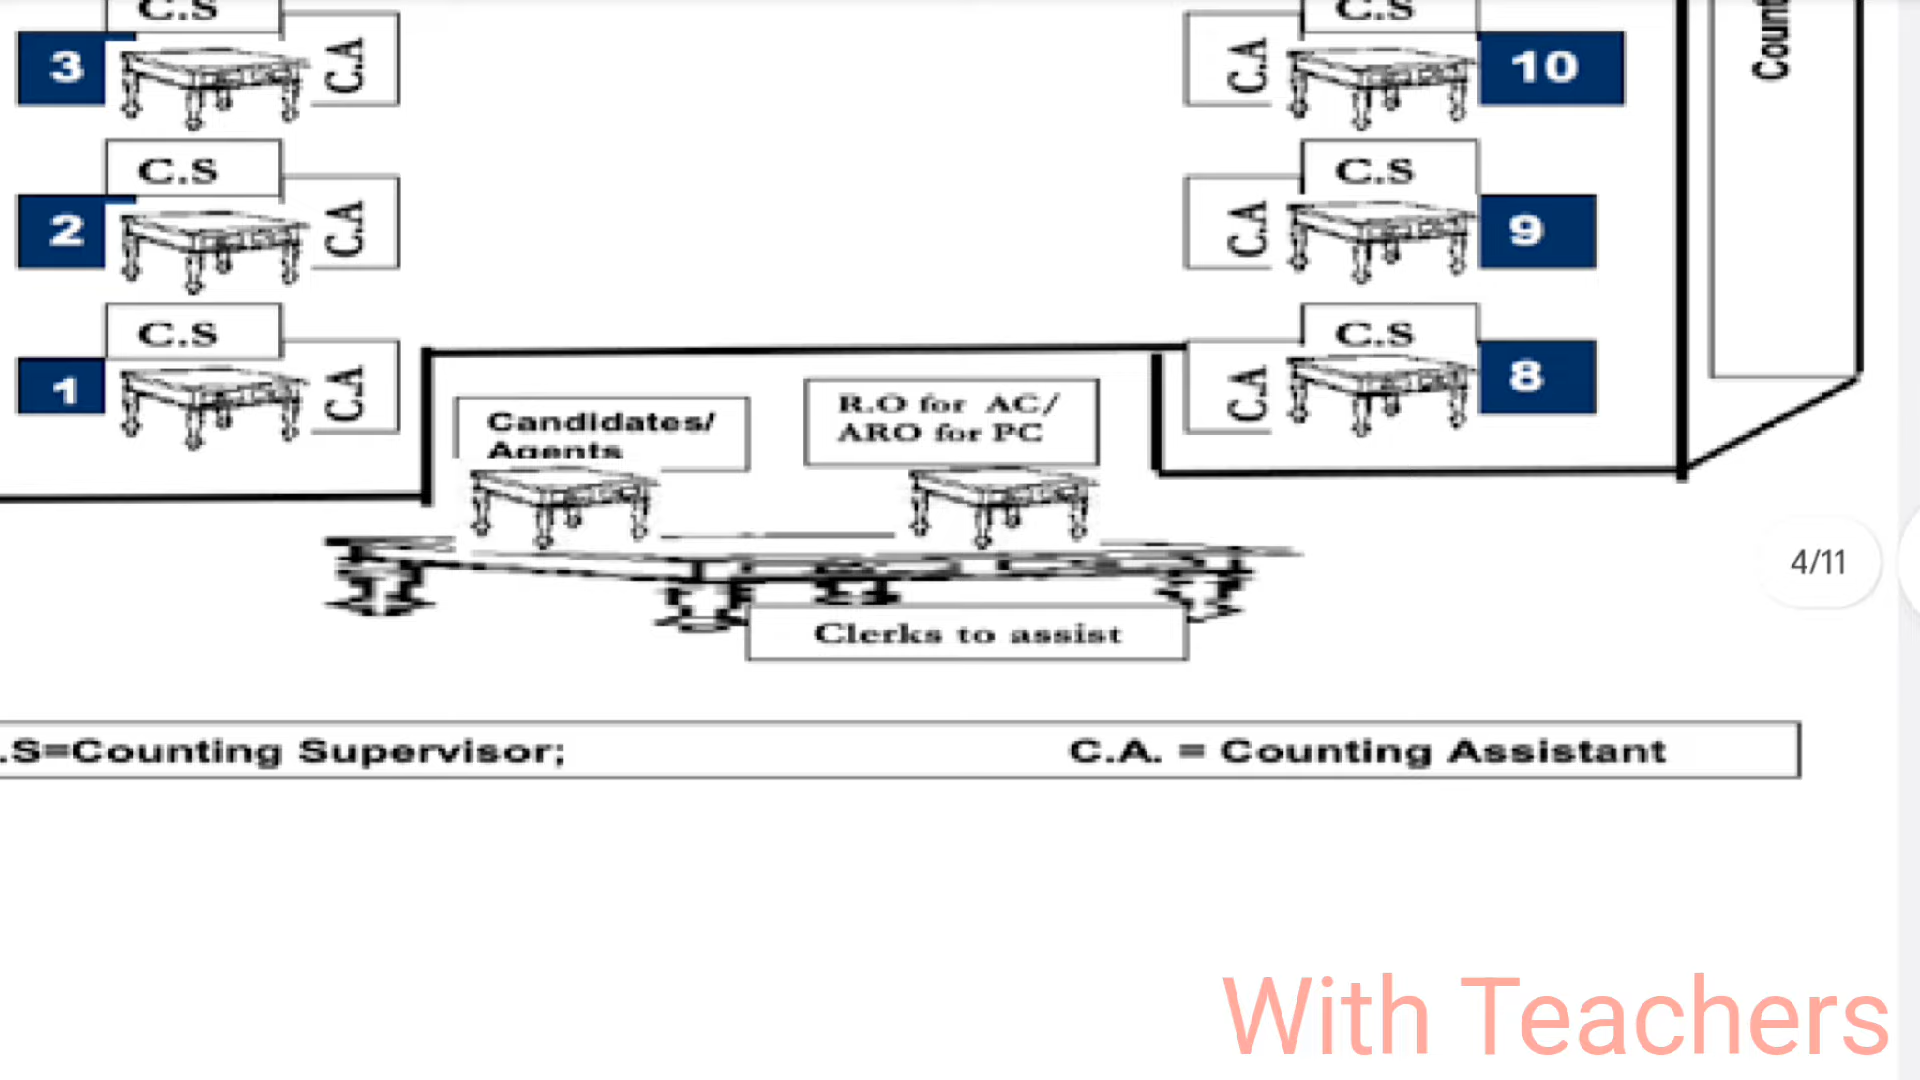 C.S
3
C.A
C.S
C.A
10
Count
C.S
2
C.A
C.S
C.A
9
C.S
1
C.A
C.S
C.A
8
Candidates/
Agents
R.O for AC/
ARO for PC
4/11
Clerks to assist
.S=Counting Supervisor;
C.A. = Counting Assistant
With Teachers